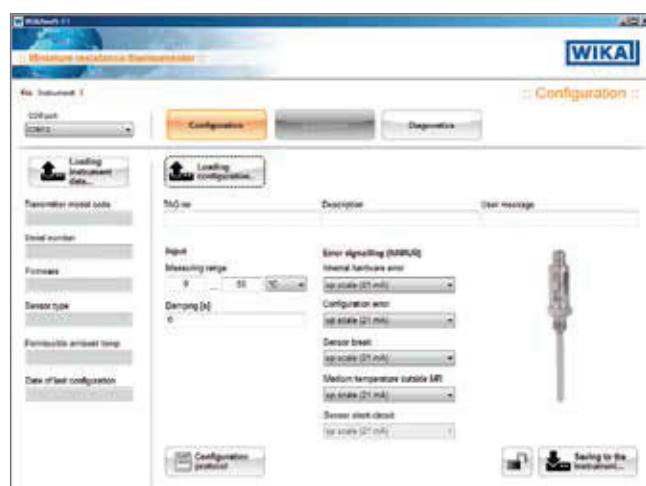 WIKAsoft-TT
:: Miniature resistance thermometer ::
WIKA
File Instrument ?
:: Configuration ::
COM port
Configuration
Diagnostics
Loading
instrument
data...
Loading
configuration...
Transmitter model code
TAG no
Description
User message
Serial number
Input
Error signalling (NAMUR)
Firmware
Measuring range
Internal hardware error
0 ... 50 °C
up scale (21 mA)
Sensor type
Damping [s]
Configuration error
0
up scale (21 mA)
Permissible ambient temp
Sensor break
up scale (21 mA)
Date of last configuration
Medium temperature outside MR
up scale (21 mA)
Sensor short circuit
up scale (21 mA)
Configuration
protocol
Saving to the
instrument...